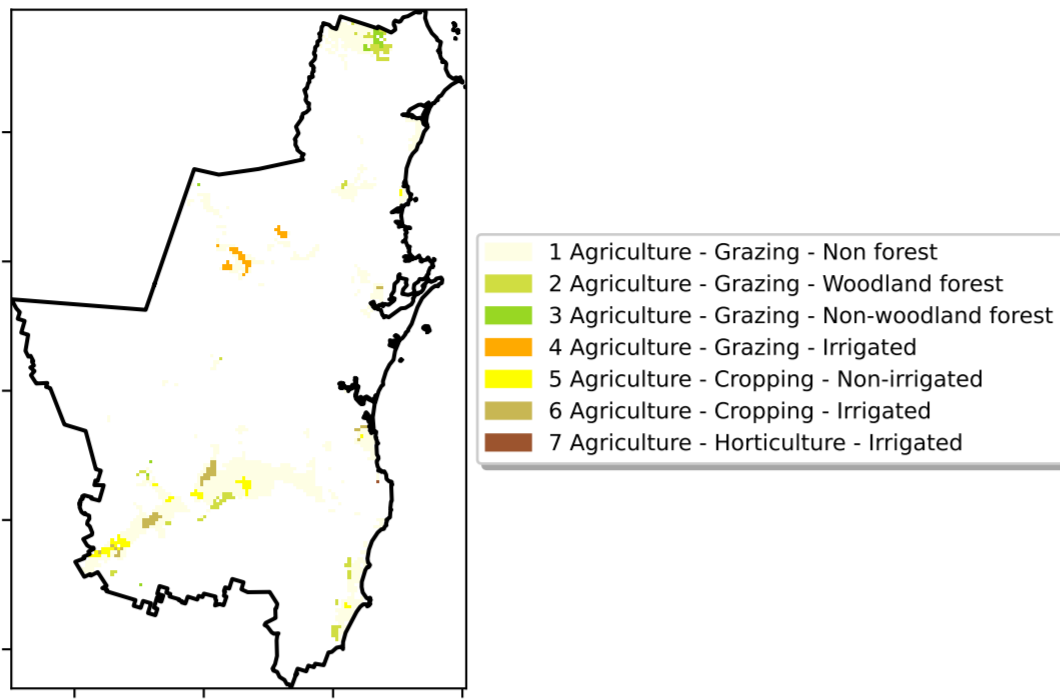 1 Agriculture - Grazing - Non forest
2 Agriculture - Grazing - Woodland forest
3 Agriculture - Grazing - Non-woodland forest
4 Agriculture - Grazing - Irrigated
5 Agriculture - Cropping - Non-irrigated
6 Agriculture - Cropping - Irrigated
7 Agriculture - Horticulture - Irrigated